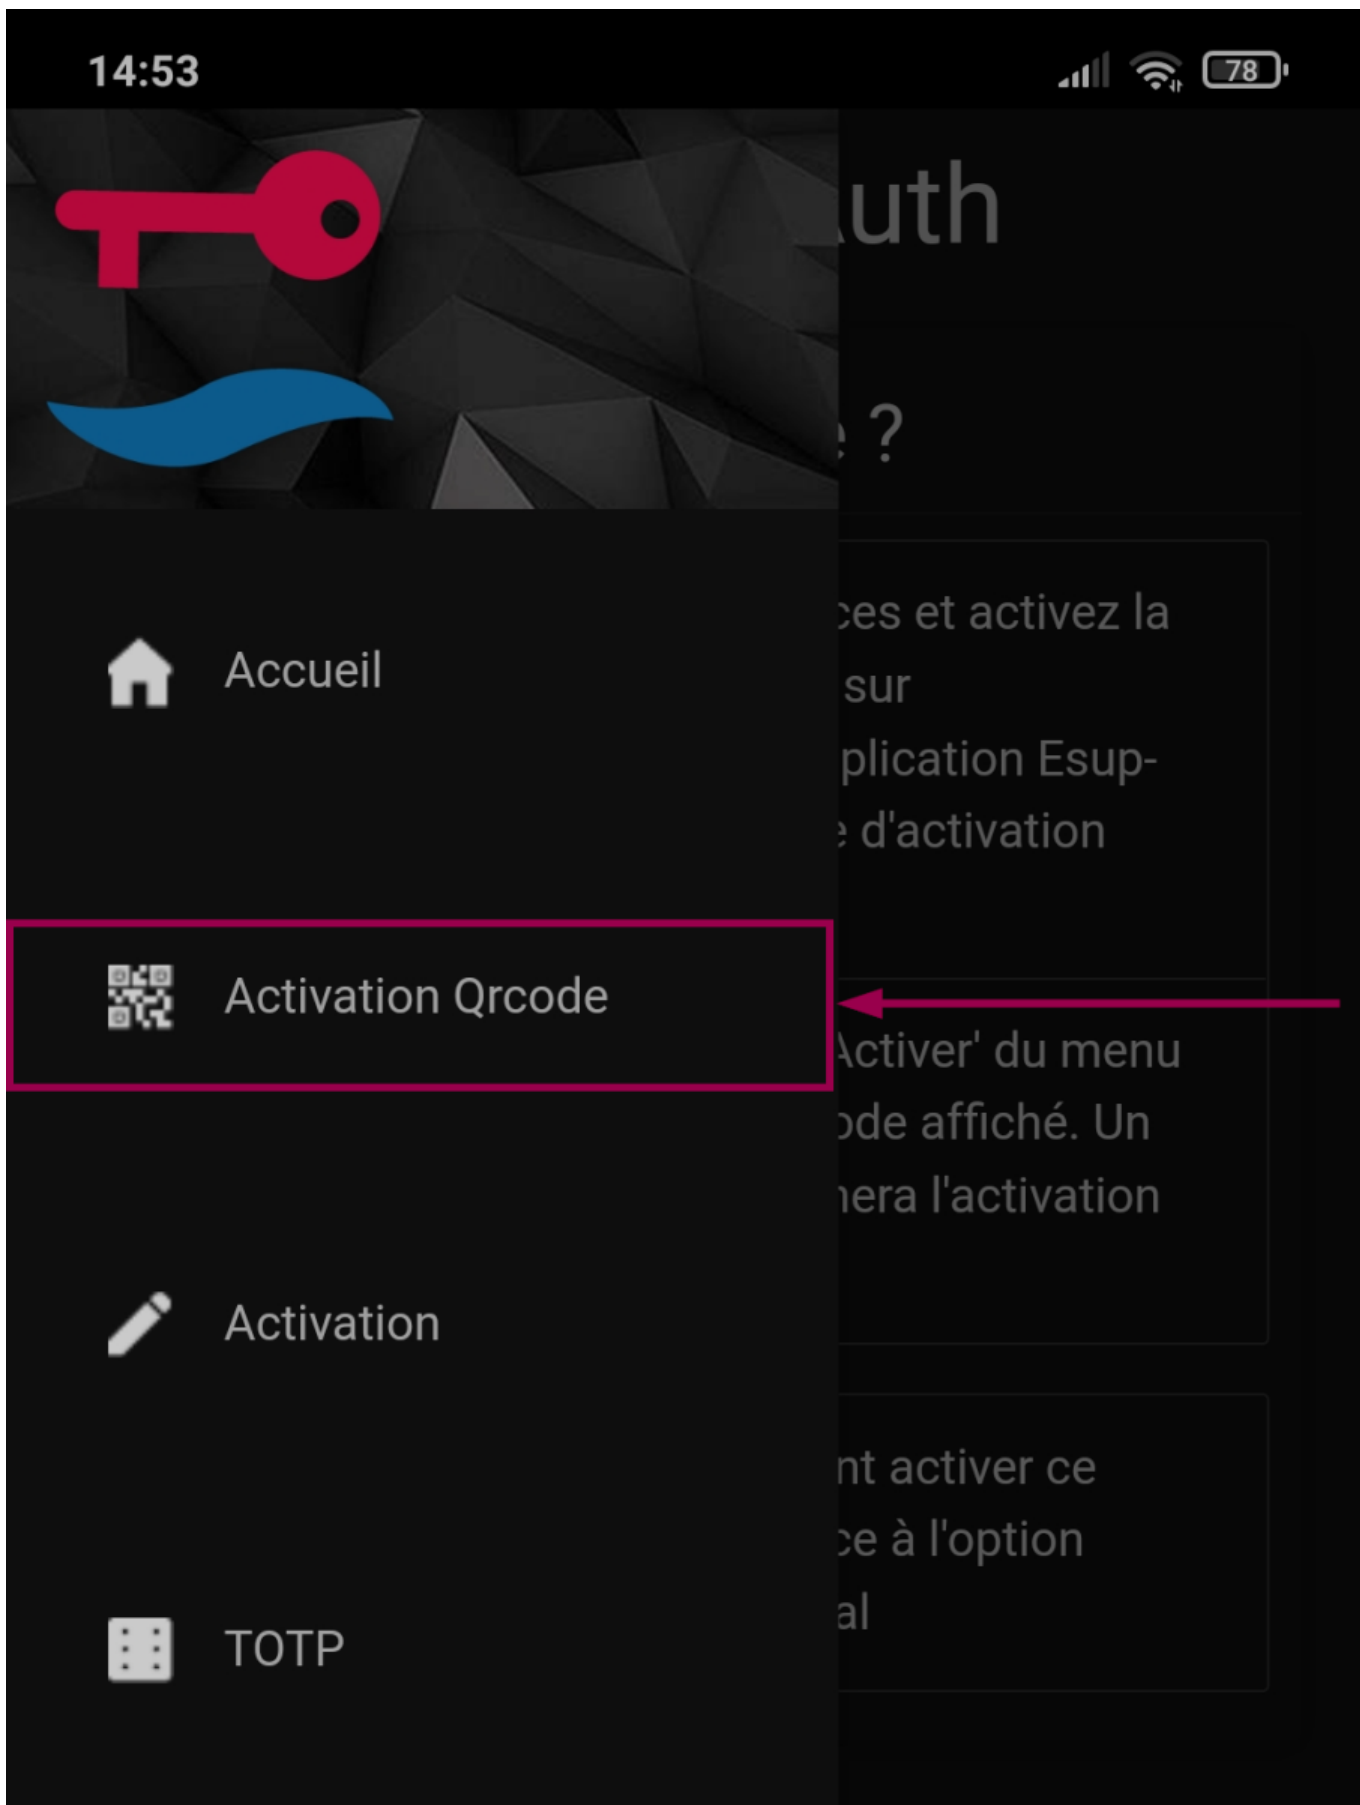 14:53
78
uth
?
Accueil
ces et activez la
sur
plication Esup-
d'activation
Activation Qrcode
Activer' du menu
ode affiché. Un
nera l'activation
Activation
nt activer ce
ce à l'option
TOTP
al